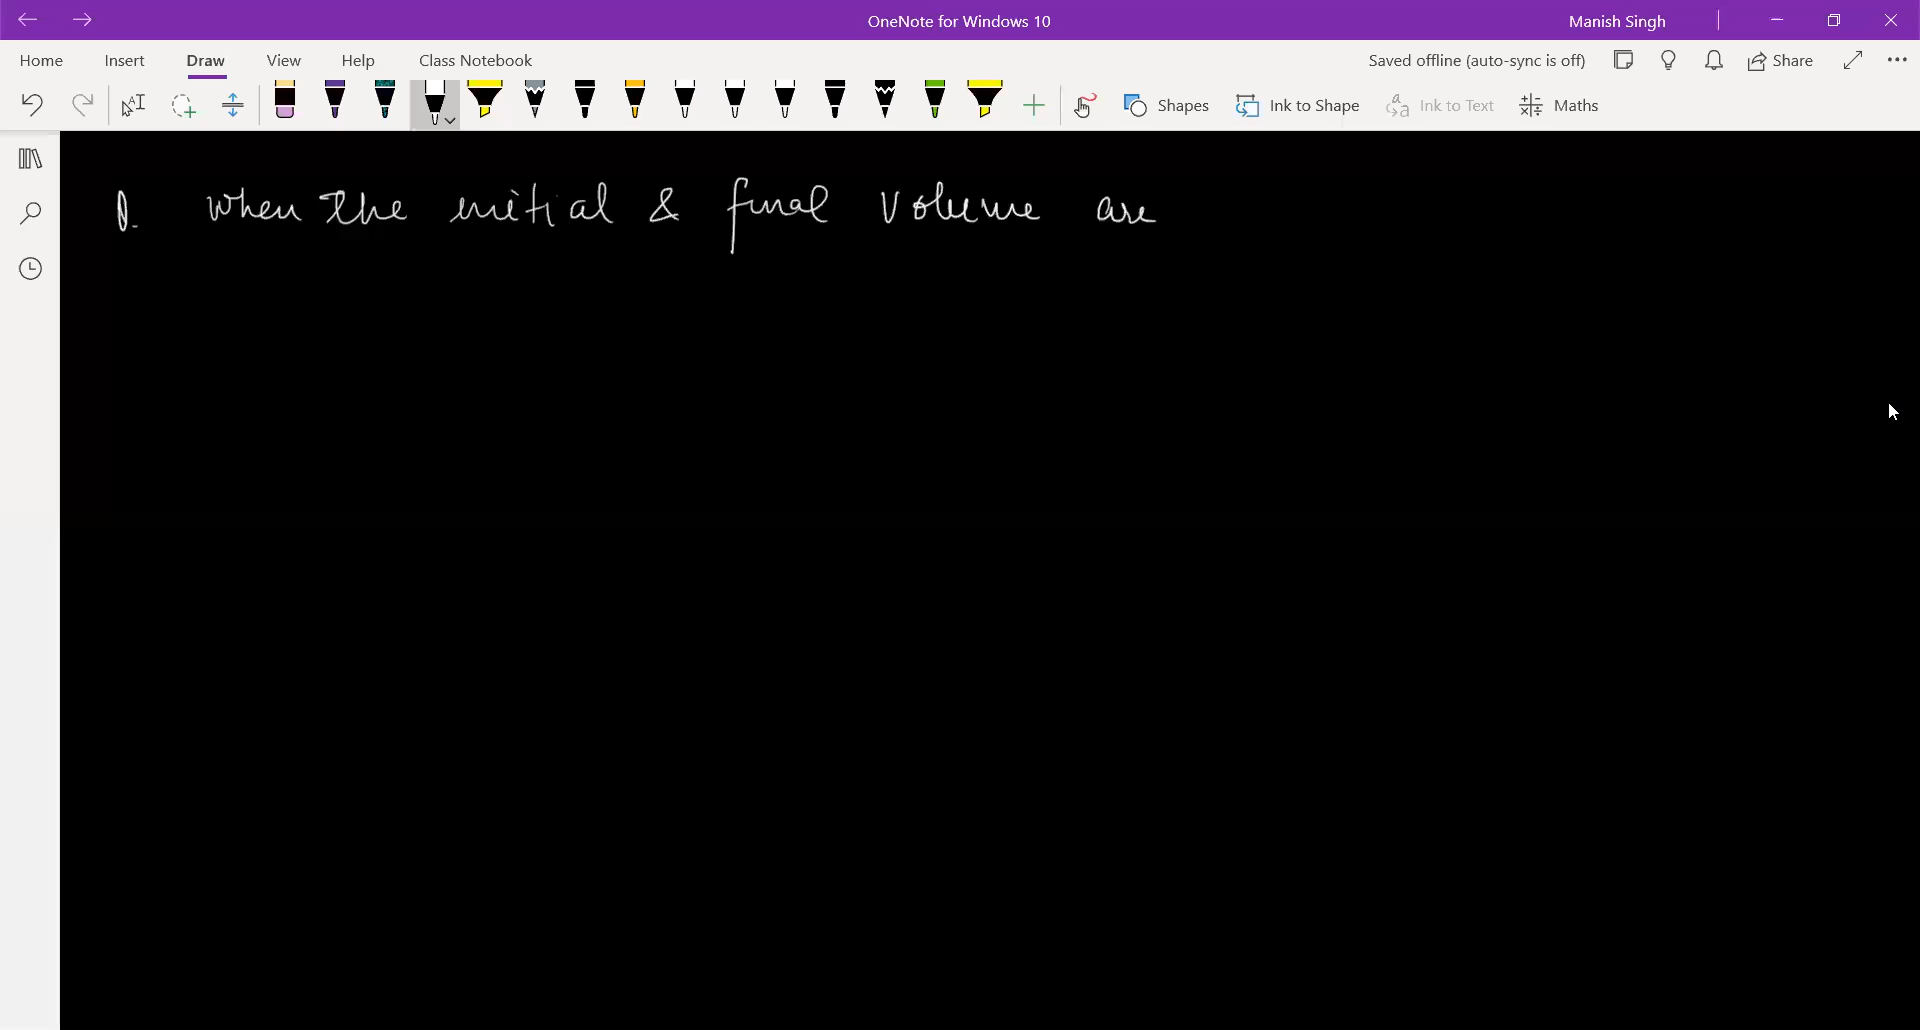 OneNote for Windows 10
Manish Singh
Home Insert Draw View Help Class Notebook
Saved offline (auto-sync is off) Share
Shapes Ink to Shape Ink to Text Maths
Q. when the initial & final volume are